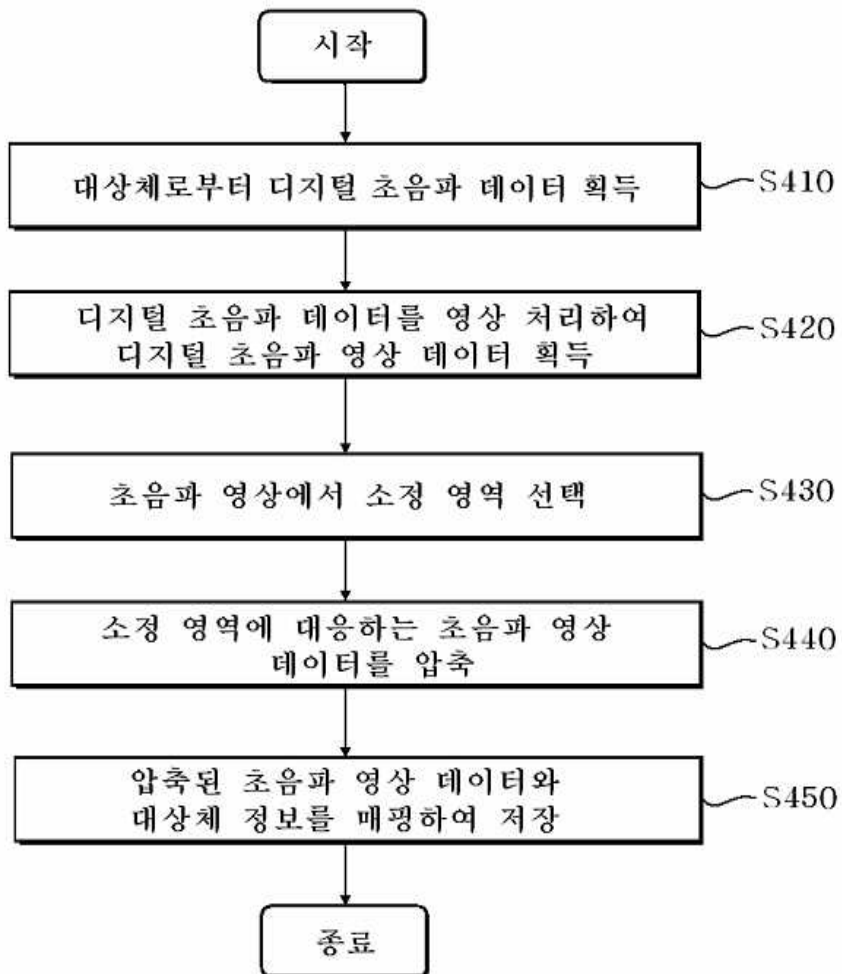 시작
대상체로부터 디지털 초음파 데이터 획득
S410
디지털 초음파 데이터를 영상 처리하여
디지털 초음파 영상 데이터 획득
S420
초음파 영상에서 소정 영역 선택
S430
소정 영역에 대응하는 초음파 영상
데이터를 압축
S440
압축된 초음파 영상 데이터와
대상체 정보를 매핑하여 저장
S450
종료